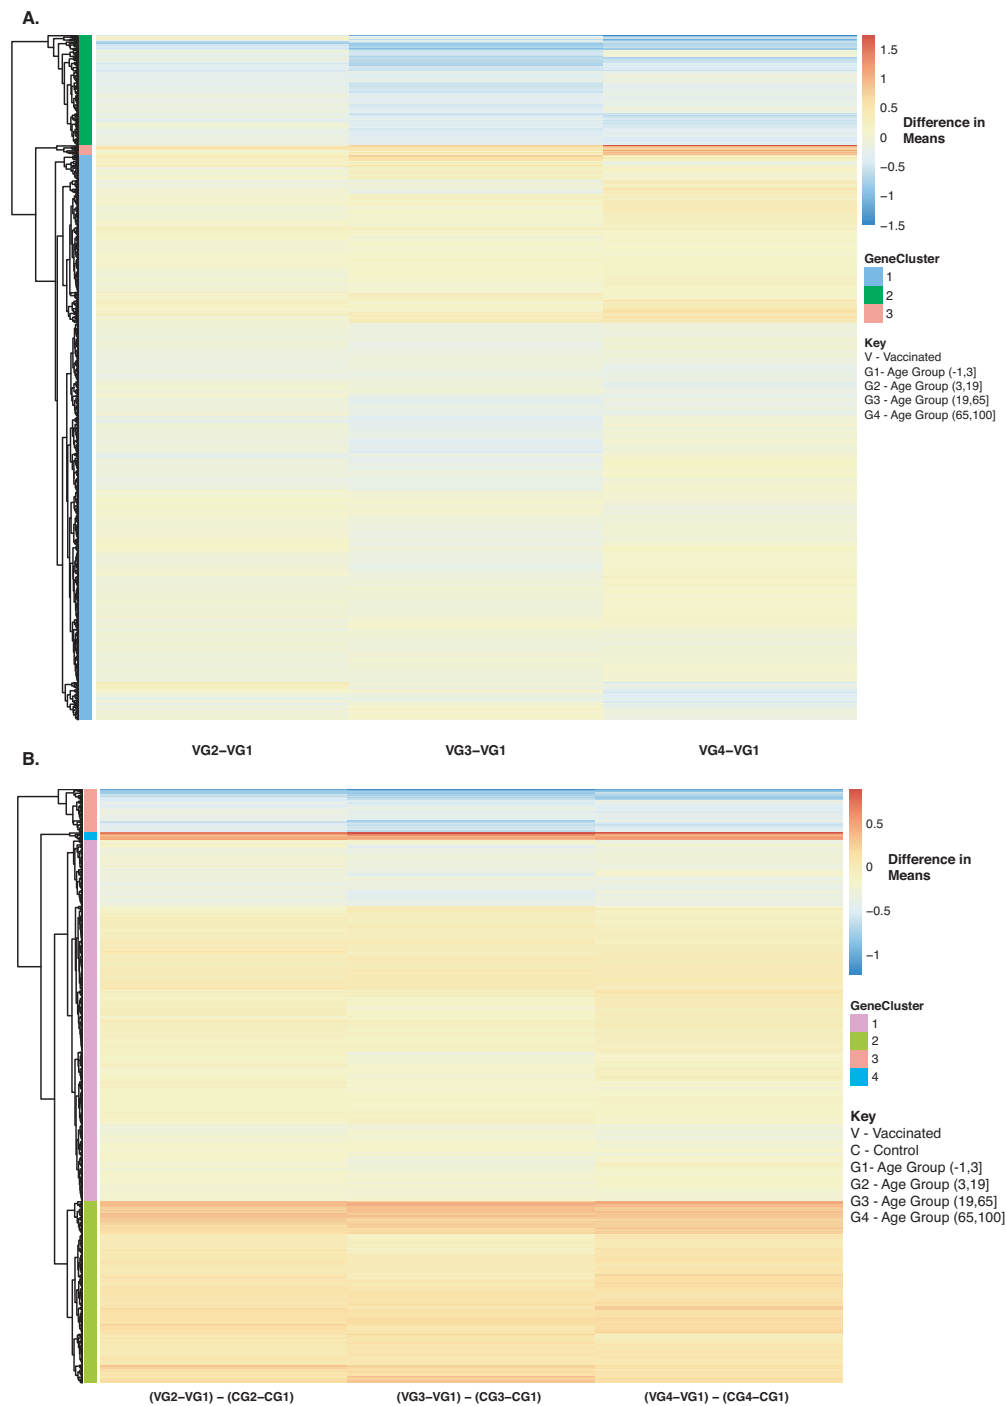 A.
1.5
1
0.5
0
−0.5
−1
−1.5
Difference in
Means
GeneCluster
1
2
3
Key
V - Vaccinated
G1- Age Group (-1,3]
G2 - Age Group (3,19]
G3 - Age Group (19,65]
G4 - Age Group (65,100]
VG2−VG1
VG3−VG1
VG4−VG1
B.
0.5
0
−0.5
−1
Difference in
Means
GeneCluster
1
2
3
4
Key
V - Vaccinated
C - Control
G1- Age Group (-1,3]
G2 - Age Group (3,19]
G3 - Age Group (19,65]
G4 - Age Group (65,100]
(VG2−VG1) − (CG2−CG1)
(VG3−VG1) − (CG3−CG1)
(VG4−VG1) − (CG4−CG1)